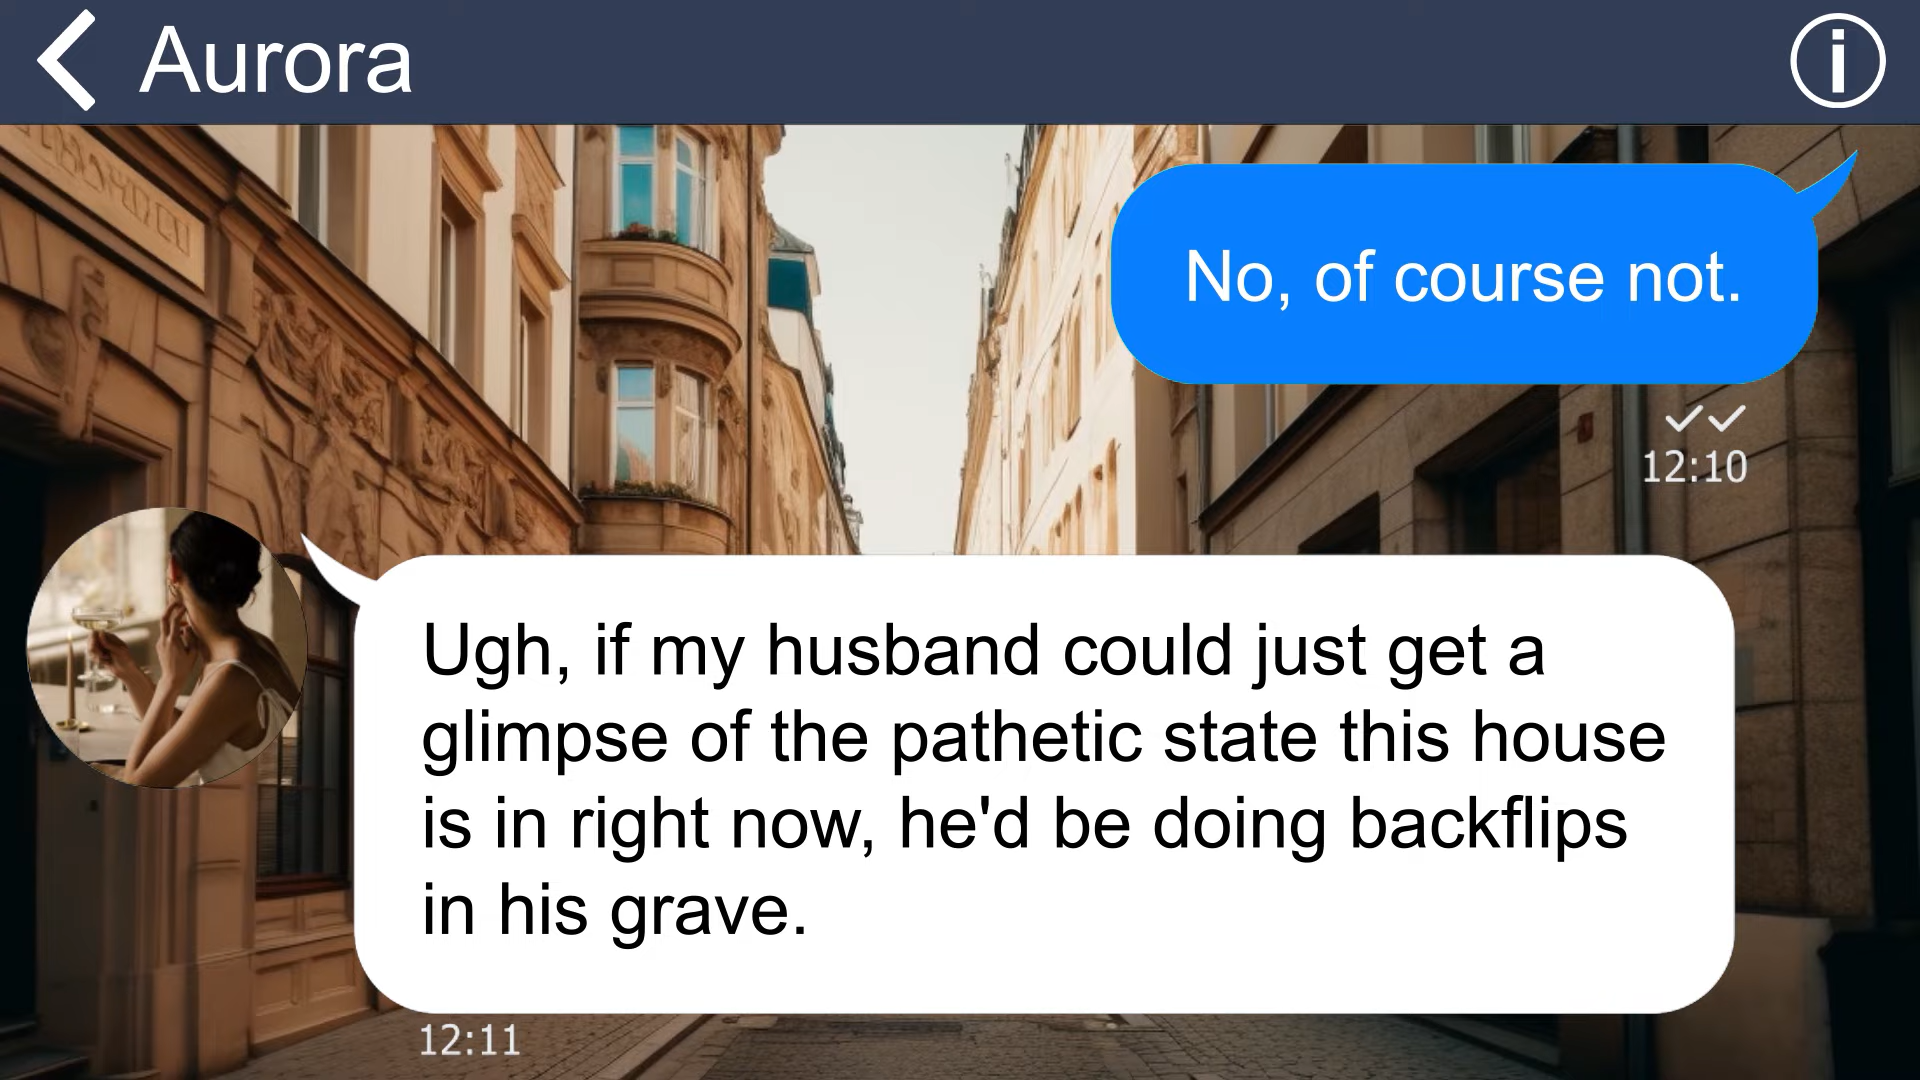 Aurora
No, of course not.
12:10
Ugh, if my husband could just get a
glimpse of the pathetic state this house
is in right now, he'd be doing backflips
in his grave.
12:11